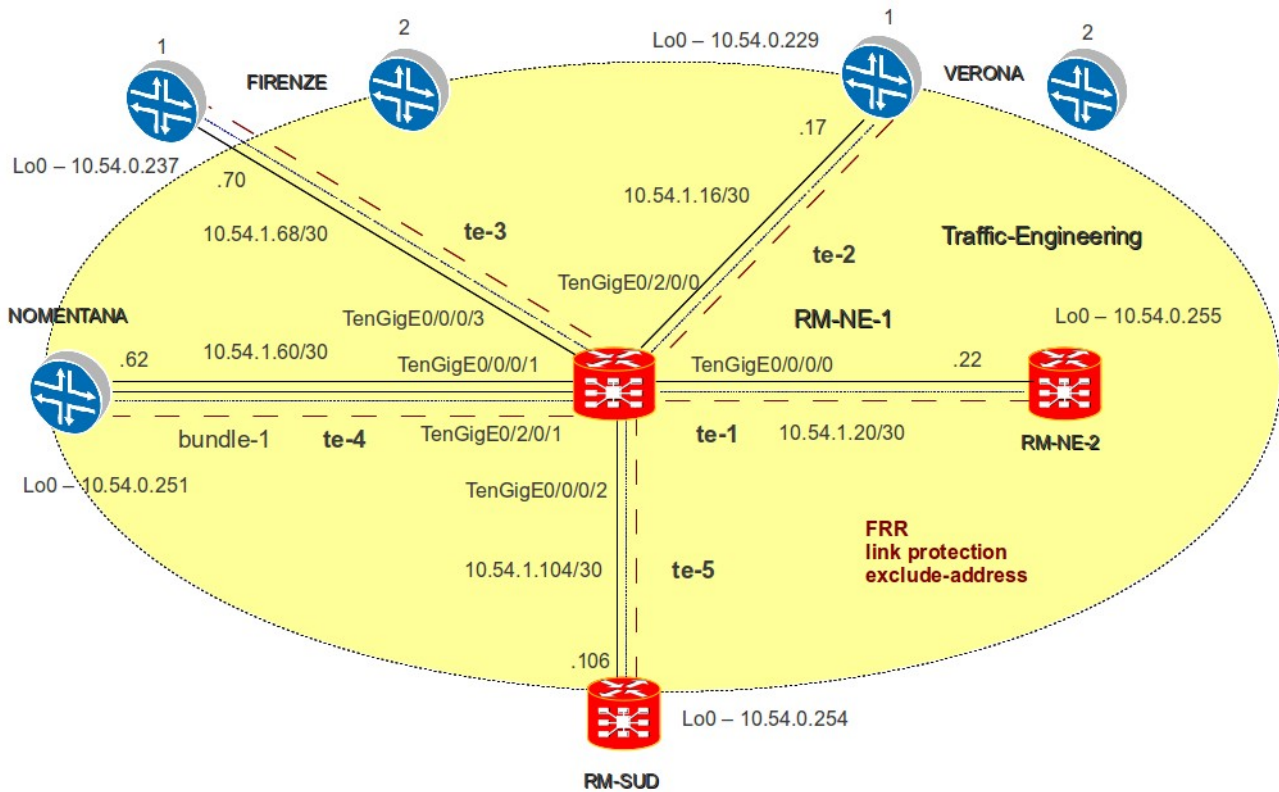 1
2
1
2
Lo0 – 10.54.0.229
FIRENZE
VERONA
.17
Lo0 – 10.54.0.237
.70
10.54.1.16/30
10.54.1.68/30
te-3
te-2
Traffic-Engineering
TenGigE0/2/0/0
NOMENTANA
TenGigE0/0/0/3
RM-NE-1
Lo0 – 10.54.0.255
.62
10.54.1.60/30
TenGigE0/0/0/1
TenGigE0/0/0/0
.22
bundle-1
te-4
TenGigE0/2/0/1
te-1
10.54.1.20/30
RM-NE-2
Lo0 – 10.54.0.251
TenGigE0/0/0/2
FRR
link protection
exclude-address
10.54.1.104/30
te-5
.106
Lo0 – 10.54.0.254
RM-SUD